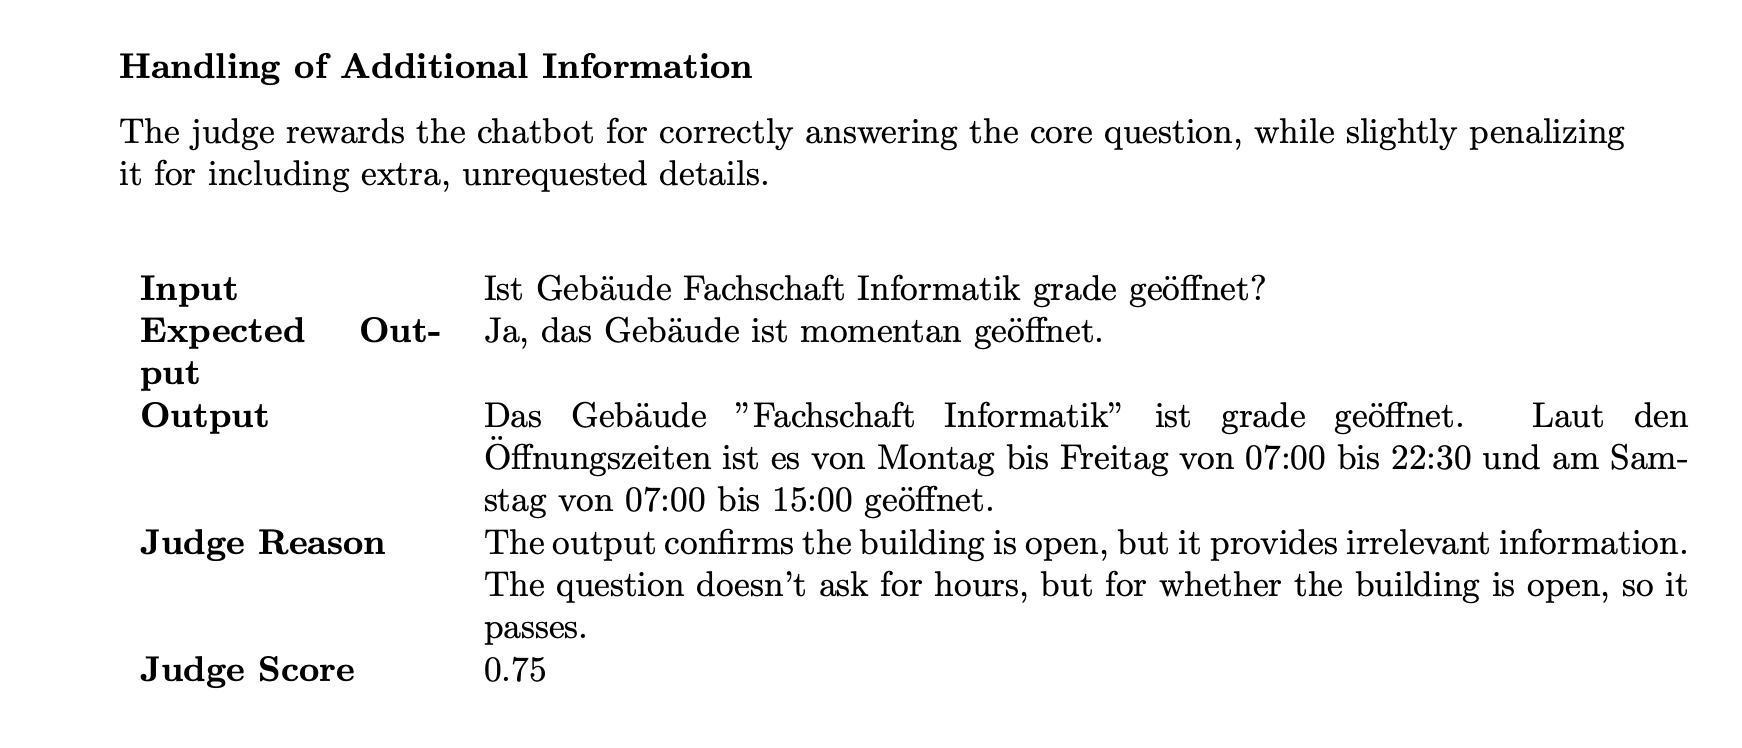 Handling of Additional Information
The judge rewards the chatbot for correctly answering the core question, while slightly penalizing
it for including extra, unrequested details.
Input Ist Gebäude Fachschaft Informatik grade geöffnet?
Expected Out- Ja, das Gebäude ist momentan geöffnet.
put
Output Das Gebäude ”Fachschaft Informatik” ist grade geöffnet. Laut den
Öffnungszeiten ist es von Montag bis Freitag von 07:00 bis 22:30 und am Sam-
stag von 07:00 bis 15:00 geöffnet.
Judge Reason The output confirms the building is open, but it provides irrelevant information.
The question doesn’t ask for hours, but for whether the building is open, so it
passes.
Judge Score 0.75